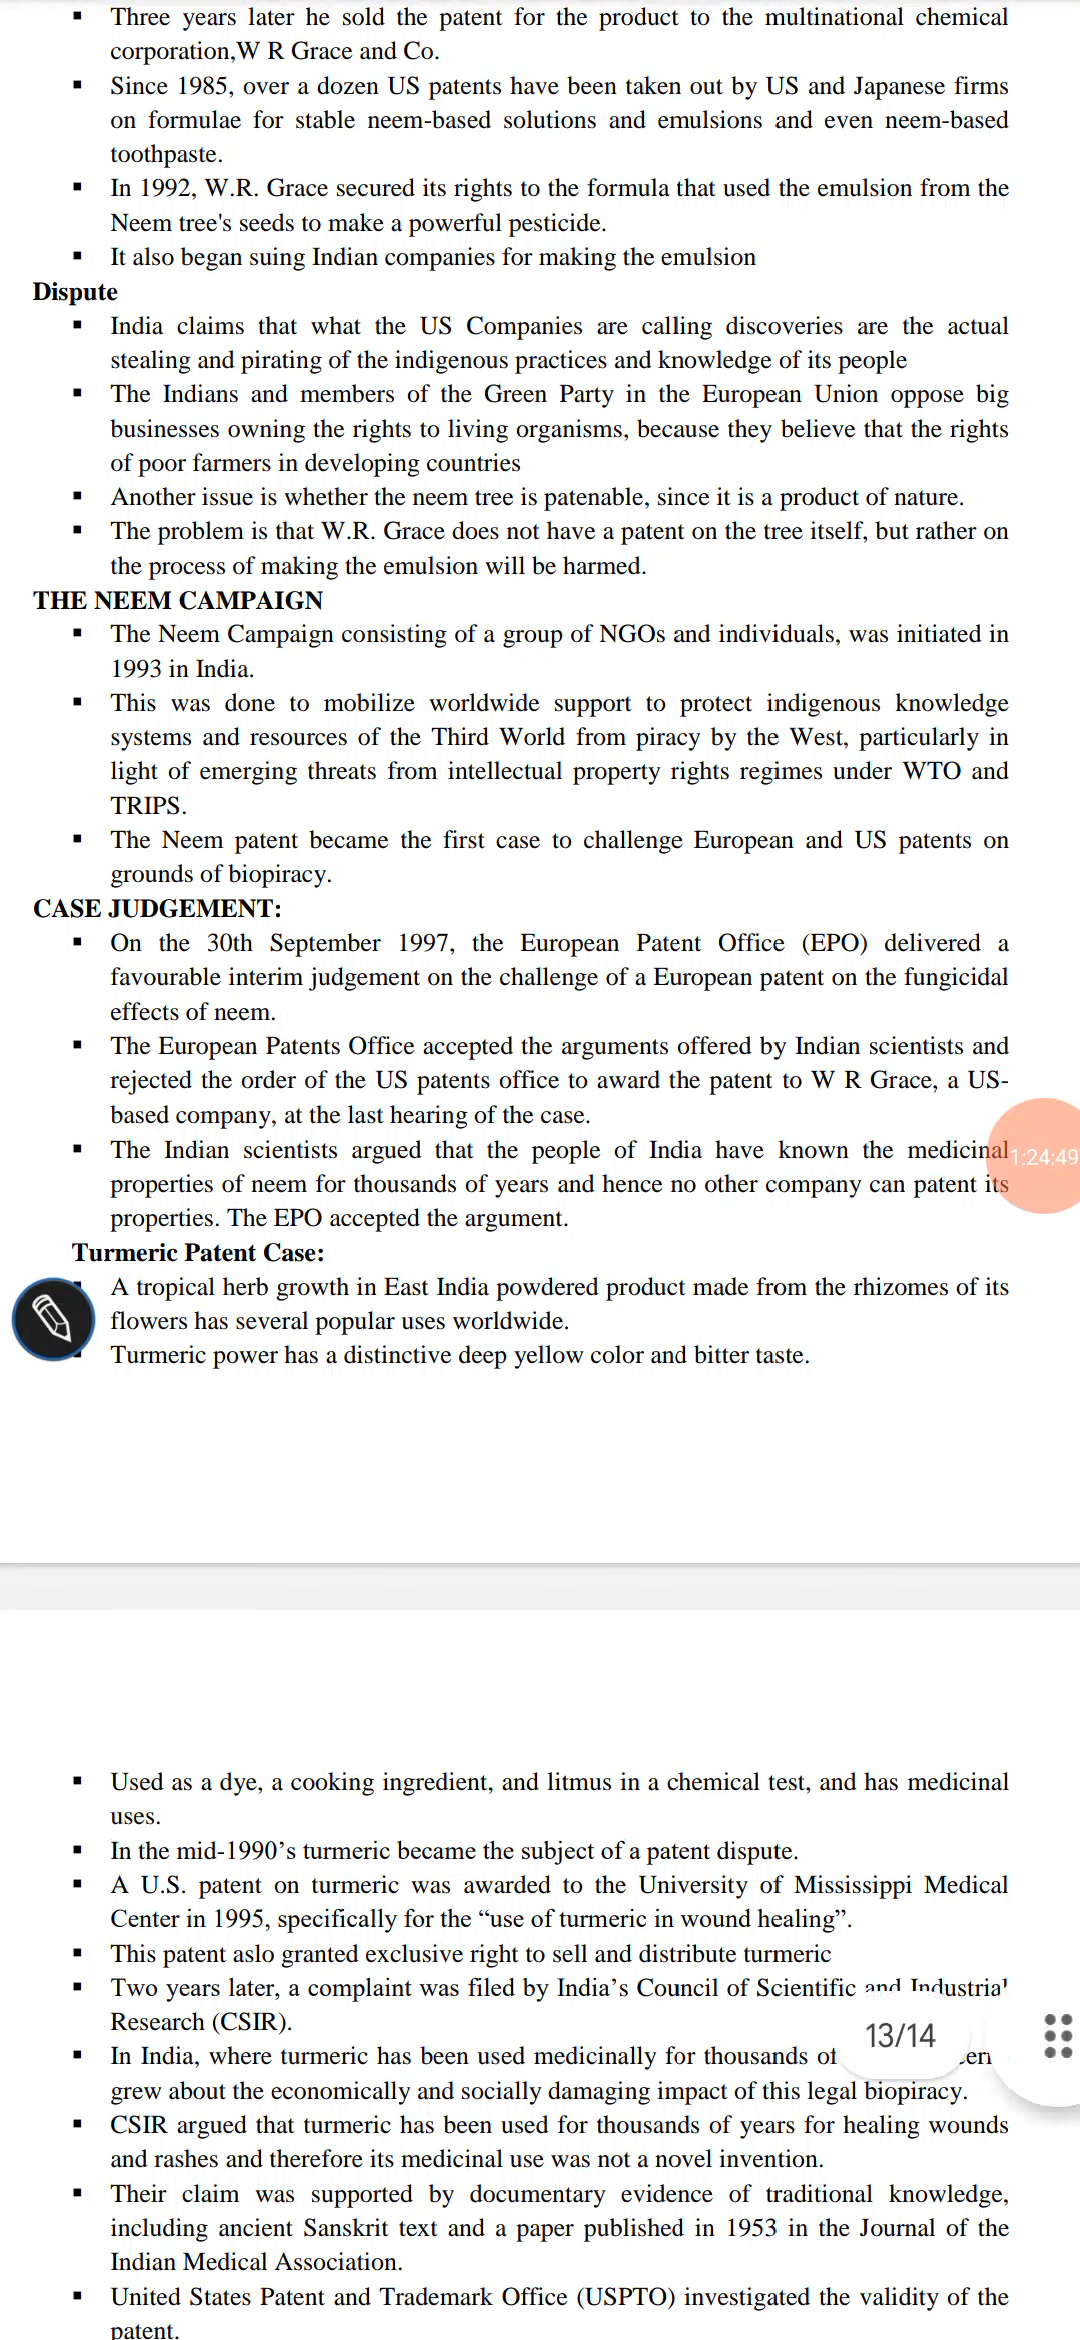 ▪ Three years later he sold the patent for the product to the multinational chemical
corporation,W R Grace and Co.
▪ Since 1985, over a dozen US patents have been taken out by US and Japanese firms
on formulae for stable neem-based solutions and emulsions and even neem-based
toothpaste.
▪ In 1992, W.R. Grace secured its rights to the formula that used the emulsion from the
Neem tree's seeds to make a powerful pesticide.
▪ It also began suing Indian companies for making the emulsion
Dispute
▪ India claims that what the US Companies are calling discoveries are the actual
stealing and pirating of the indigenous practices and knowledge of its people
▪ The Indians and members of the Green Party in the European Union oppose big
businesses owning the rights to living organisms, because they believe that the rights
of poor farmers in developing countries
▪ Another issue is whether the neem tree is patenable, since it is a product of nature.
▪ The problem is that W.R. Grace does not have a patent on the tree itself, but rather on
the process of making the emulsion will be harmed.
THE NEEM CAMPAIGN
▪ The Neem Campaign consisting of a group of NGOs and individuals, was initiated in
1993 in India.
▪ This was done to mobilize worldwide support to protect indigenous knowledge
systems and resources of the Third World from piracy by the West, particularly in
light of emerging threats from intellectual property rights regimes under WTO and
TRIPS.
▪ The Neem patent became the first case to challenge European and US patents on
grounds of biopiracy.
CASE JUDGEMENT:
▪ On the 30th September 1997, the European Patent Office (EPO) delivered a
favourable interim judgement on the challenge of a European patent on the fungicidal
effects of neem.
▪ The European Patents Office accepted the arguments offered by Indian scientists and
rejected the order of the US patents office to award the patent to W R Grace, a US-
based company, at the last hearing of the case.
▪ The Indian scientists argued that the people of India have known the medicinal
1:24:49
properties of neem for thousands of years and hence no other company can patent its
properties. The EPO accepted the argument.
Turmeric Patent Case:
A tropical herb growth in East India powdered product made from the rhizomes of its
flowers has several popular uses worldwide.
Turmeric power has a distinctive deep yellow color and bitter taste.
▪ Used as a dye, a cooking ingredient, and litmus in a chemical test, and has medicinal
uses.
▪ In the mid-1990’s turmeric became the subject of a patent dispute.
▪ A U.S. patent on turmeric was awarded to the University of Mississippi Medical
Center in 1995, specifically for the “use of turmeric in wound healing”.
▪ This patent aslo granted exclusive right to sell and distribute turmeric
▪ Two years later, a complaint was filed by India’s Council of Scientific and Industrial
Research (CSIR).
13/14
▪ In India, where turmeric has been used medicinally for thousands of
grew about the economically and socially damaging impact of this legal biopiracy.
▪ CSIR argued that turmeric has been used for thousands of years for healing wounds
and rashes and therefore its medicinal use was not a novel invention.
▪ Their claim was supported by documentary evidence of traditional knowledge,
including ancient Sanskrit text and a paper published in 1953 in the Journal of the
Indian Medical Association.
▪ United States Patent and Trademark Office (USPTO) investigated the validity of the
patent.